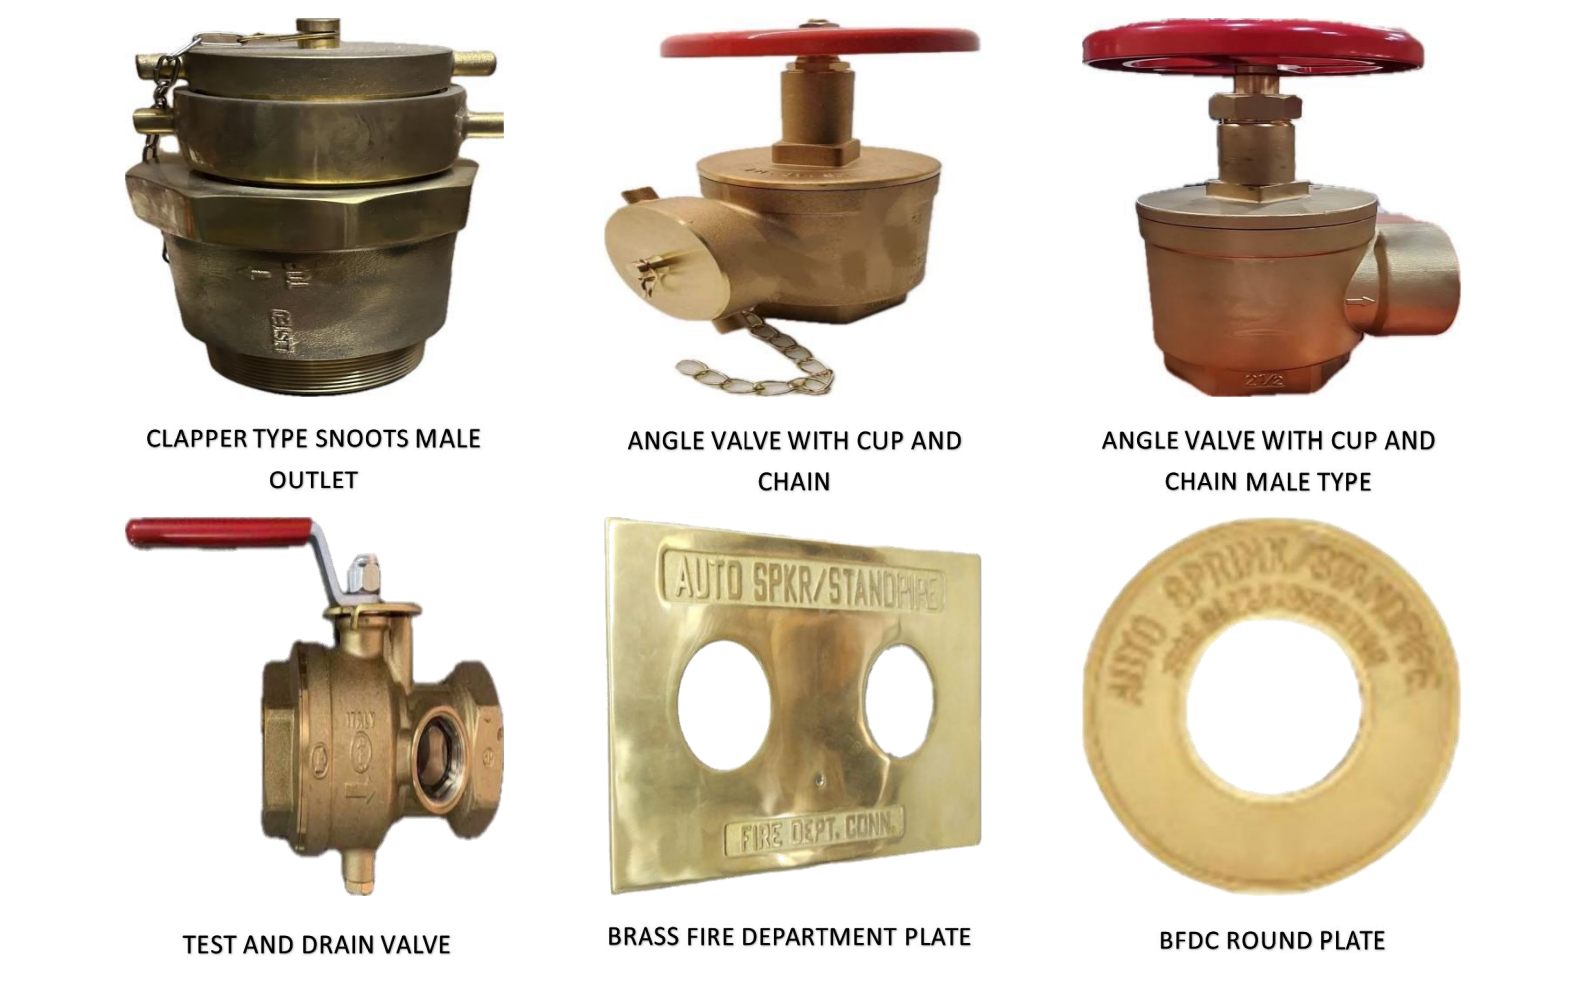 CLAPPER TYPE SNOOTS MALE
OUTLET
2½
ANGLE VALVE WITH CUP AND
CHAIN
ANGLE VALVE WITH CUP AND
CHAIN MALE TYPE
ITALY
AUTO SPKR/STANDPIPE
FIRE DEPT. CONN.
AUTO SPRINK/STANDPIPE
TEST AND DRAIN VALVE
BRASS FIRE DEPARTMENT PLATE
BFDC ROUND PLATE